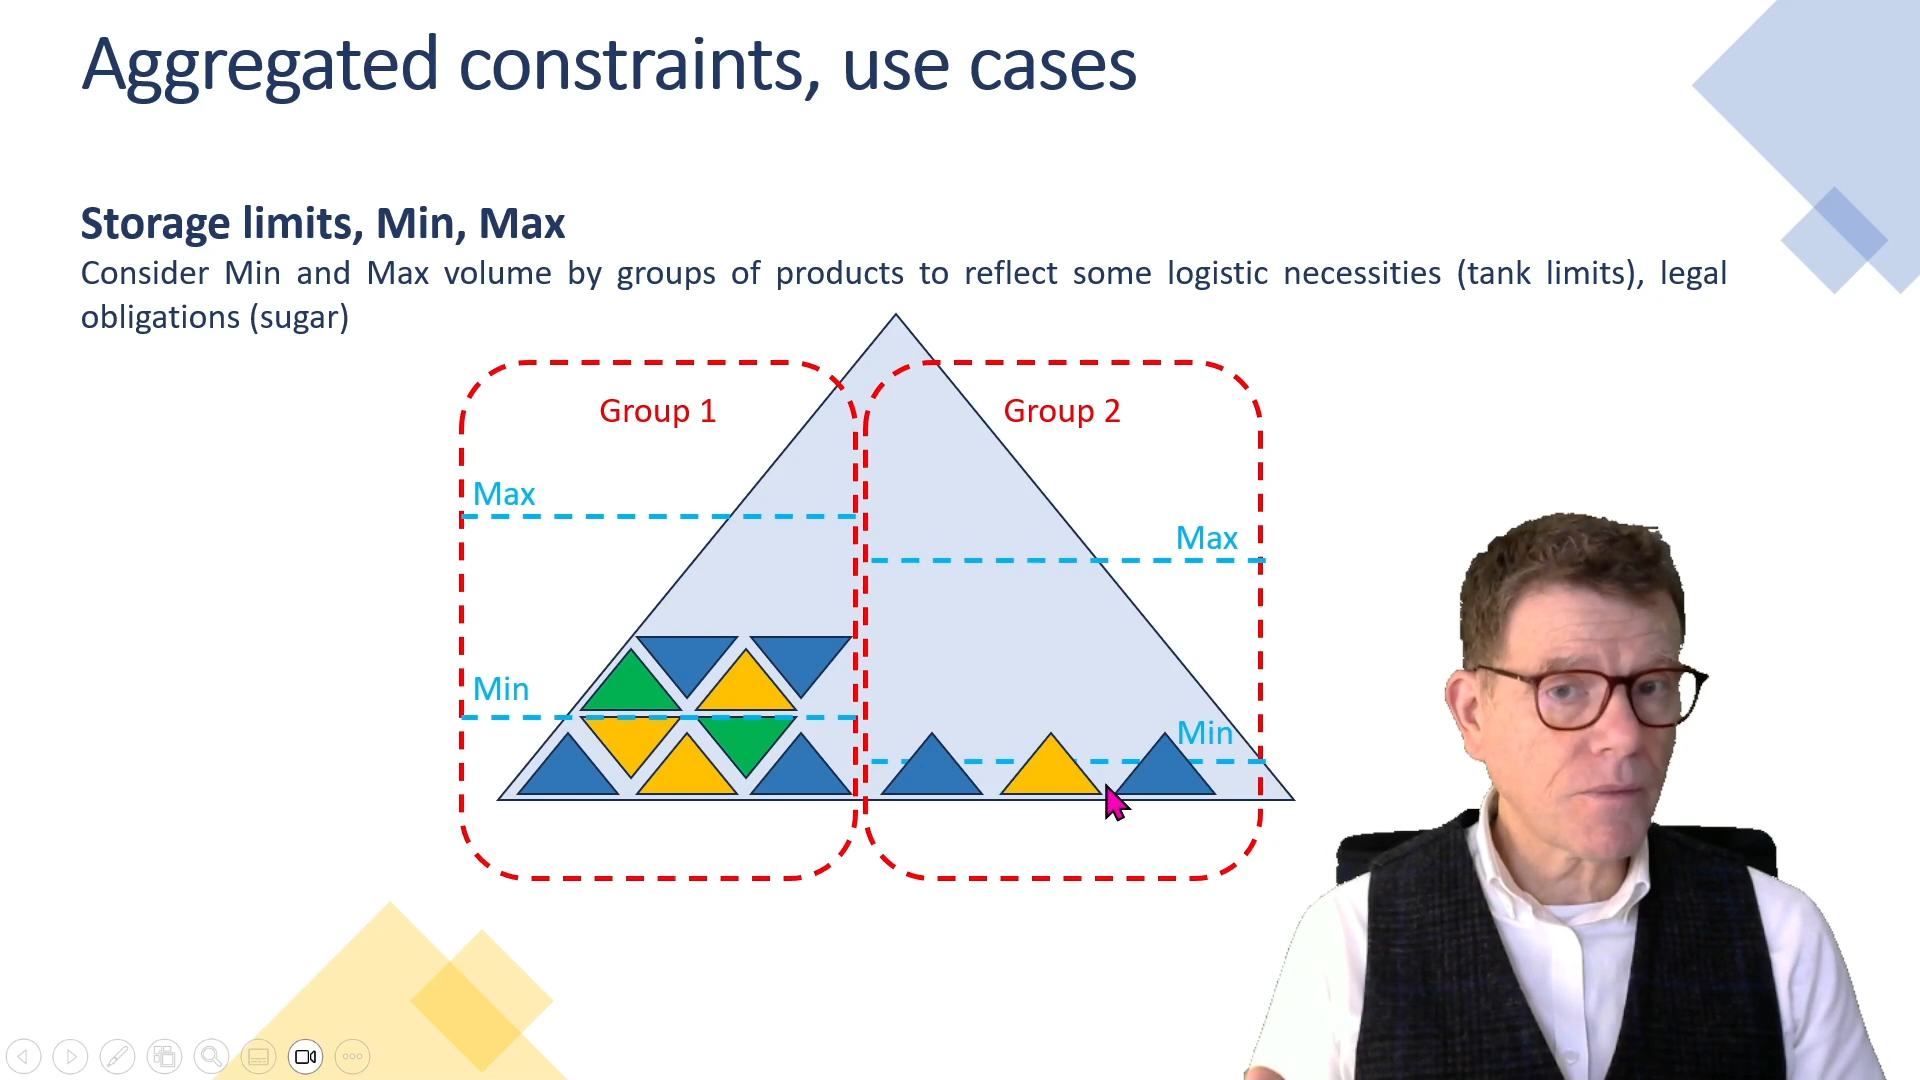 Aggregated constraints, use cases
Storage limits, Min, Max
Consider Min and Max volume by groups of products to reflect some logistic necessities (tank limits), legal
obligations (sugar)
Group 1
Group 2
Max
Max
Min
Min